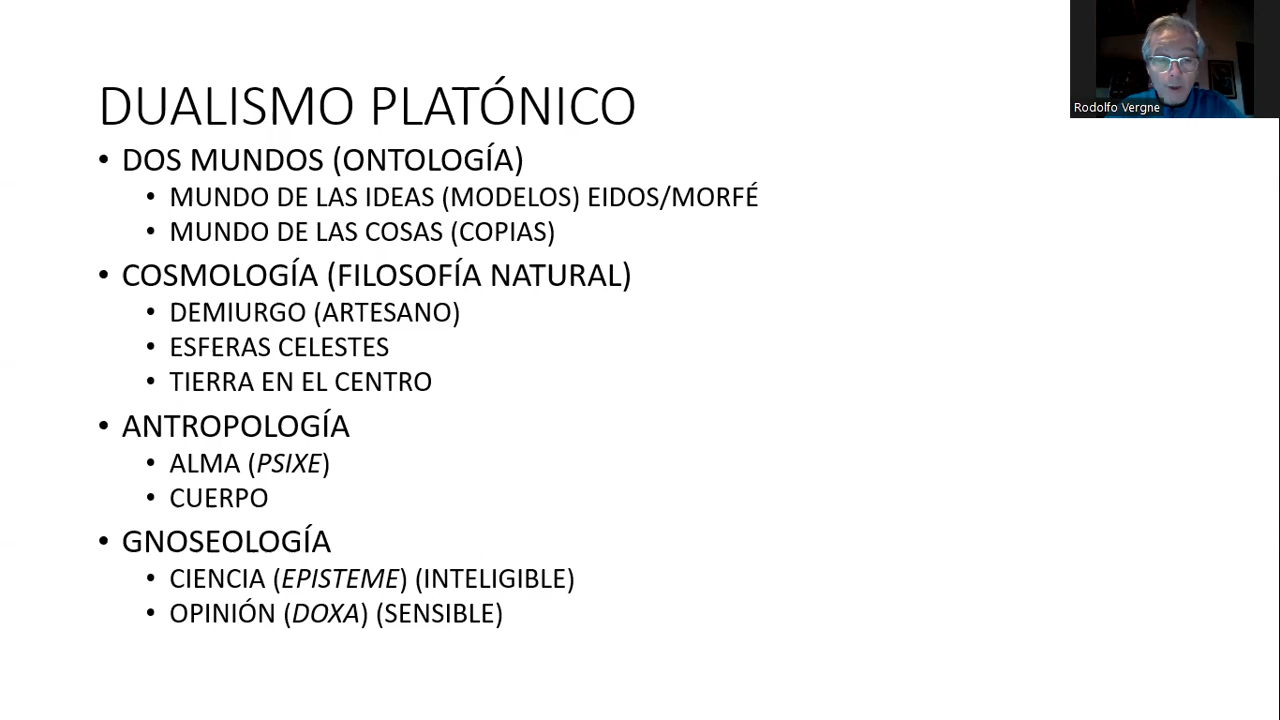 DUALISMO PLATÓNICO
• DOS MUNDOS (ONTOLOGÍA)
• MUNDO DE LAS IDEAS (MODELOS) EIDOS/MORFÉ
• MUNDO DE LAS COSAS (COPIAS)
• COSMOLOGÍA (FILOSOFÍA NATURAL)
• DEMIURGO (ARTESANO)
• ESFERAS CELESTES
• TIERRA EN EL CENTRO
• ANTROPOLOGÍA
• ALMA (PSIXE)
• CUERPO
• GNOSEOLOGÍA
• CIENCIA (EPISTEME) (INTELIGIBLE)
• OPINIÓN (DOXA) (SENSIBLE)
Rodolfo Vergne